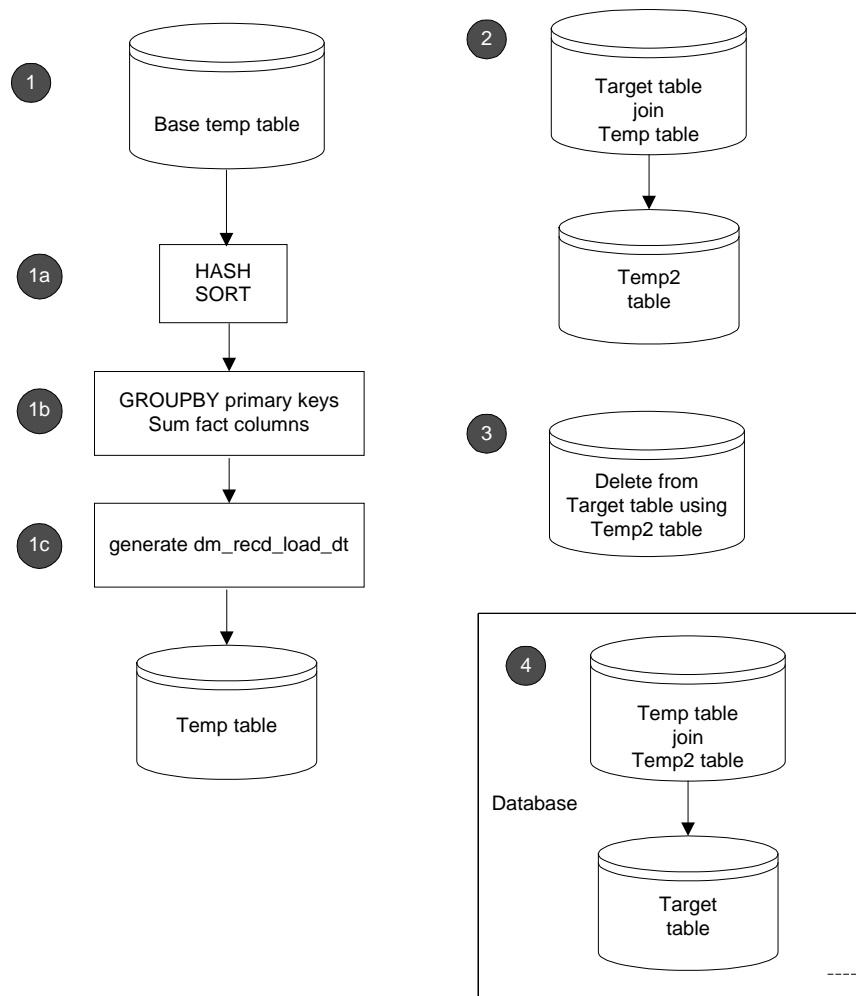 1
Base temp table
1a
HASH
SORT
1b
GROUPBY primary keys
Sum fact columns
1c
generate dm_recd_load_dt
Temp table
2
Target table
join
Temp table
Temp2
table
3
Delete from
Target table using
Temp2 table
4
Temp table
join
Temp2 table
Database
Target
table